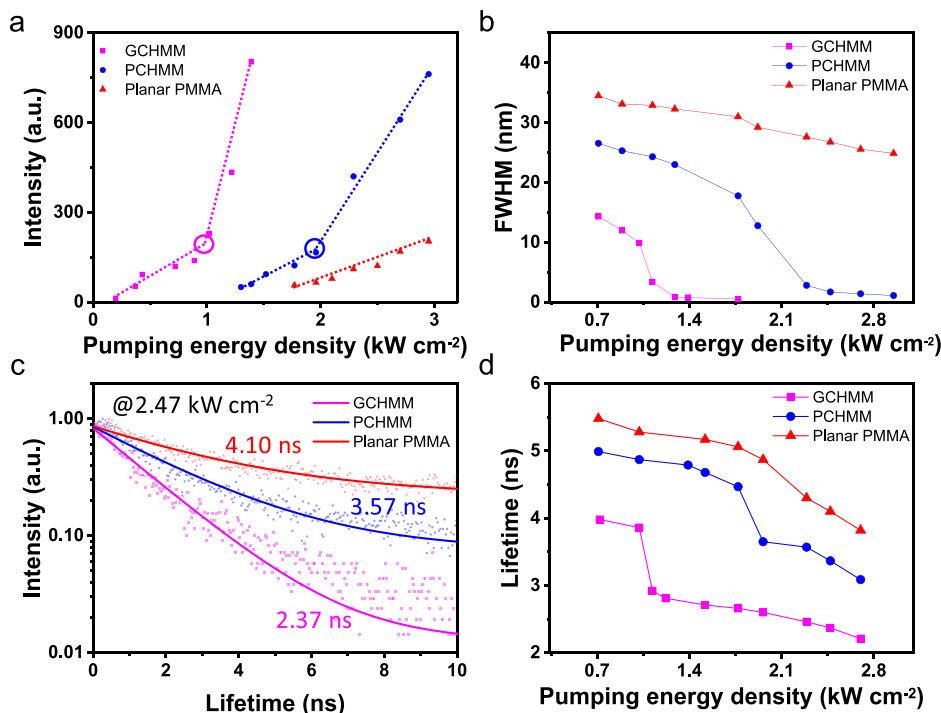 a
900
600
300
0
Intensity (a.u.)
GCHMM
PCHMM
Planar PMMA
0 1 2 3
Pumping energy density (kW cm-2)
b
40
30
20
10
0
FWHM (nm)
GCHMM
PCHMM
Planar PMMA
0.7 1.4 2.1 2.8
Pumping energy density (kW cm-2)
c
1.00
0.10
0.01
Intensity (a.u.)
@2.47 kW cm-2
GCHMM
PCHMM
Planar PMMA
4.10 ns
3.57 ns
2.37 ns
0 2 4 6 8 10
Lifetime (ns)
d
6
5
4
3
2
Lifetime (ns)
GCHMM
PCHMM
Planar PMMA
0.7 1.4 2.1 2.8
Pumping energy density (kW cm-2)